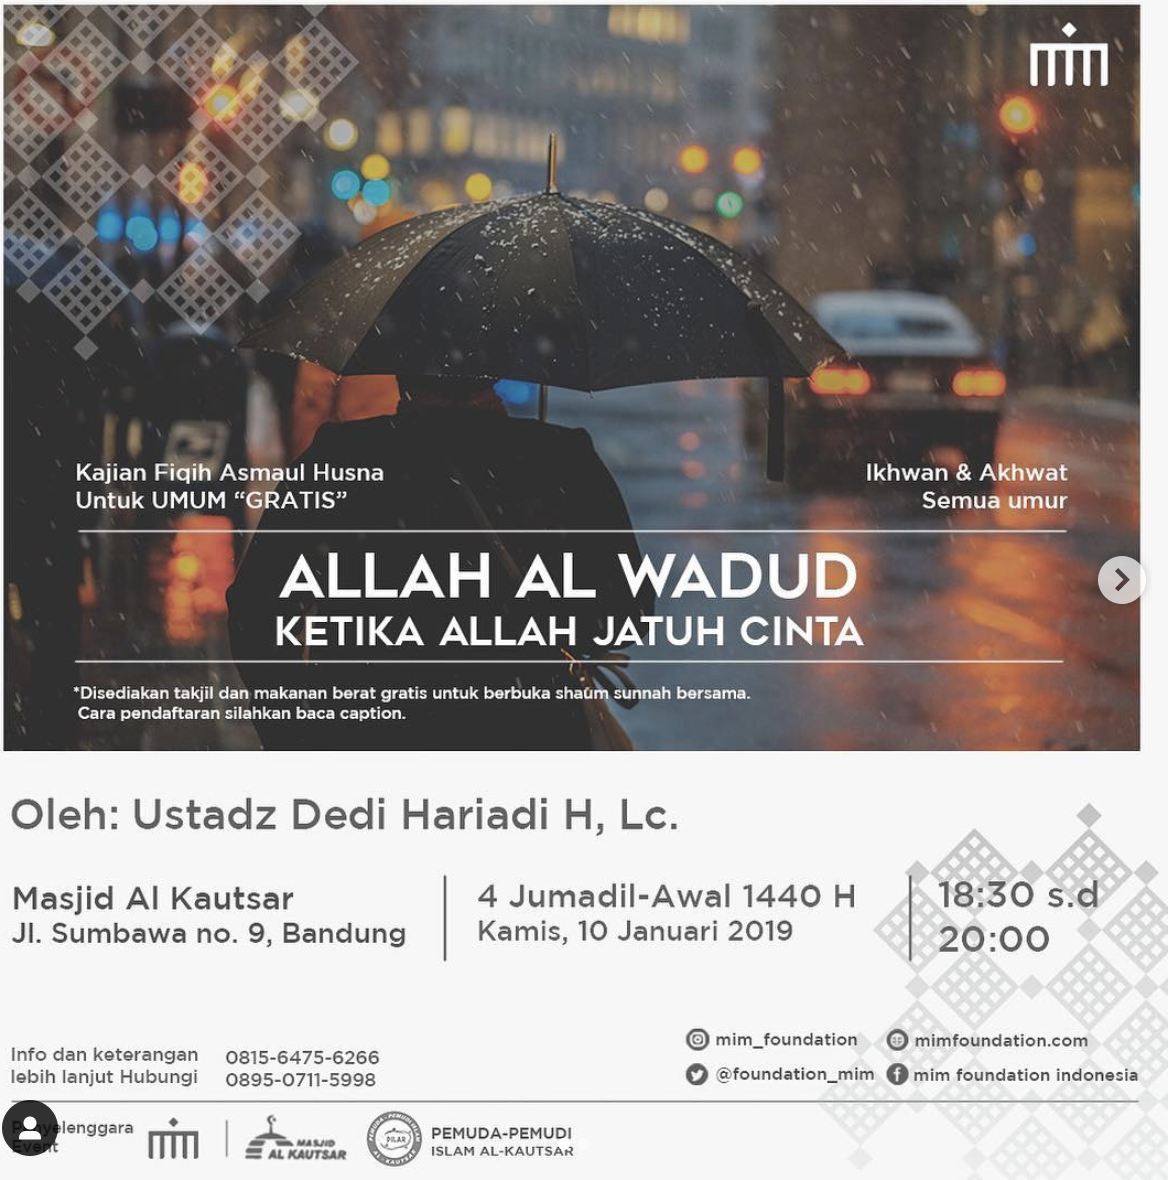 mim
Kajian Fiqih Asmaul Husna
Untuk UMUM “GRATIS”
Ikhwan & Akhwat
Semua umur
ALLAH AL WADUD
KETIKA ALLAH JATUH CINTA
*Disediakan takjil dan makanan berat gratis untuk berbuka shaum sunnah bersama.
Cara pendaftaran silahkan baca caption.
Oleh: Ustadz Dedi Hariadi H, Lc.
Masjid Al Kautsar
Jl. Sumbawa no. 9, Bandung
4 Jumadil-Awal 1440 H
Kamis, 10 Januari 2019
18:30 s.d
20:00
Info dan keterangan
lebih lanjut Hubungi
0815-6475-6266
0895-0711-5998
mim_foundation
mimfoundation.com
@foundation_mim
mim foundation indonesia
Penyelenggara
Event
mim
MASJID
AL KAUTSAR
PILAR
PEMUDA-PEMUDI
ISLAM AL-KAUTSAR